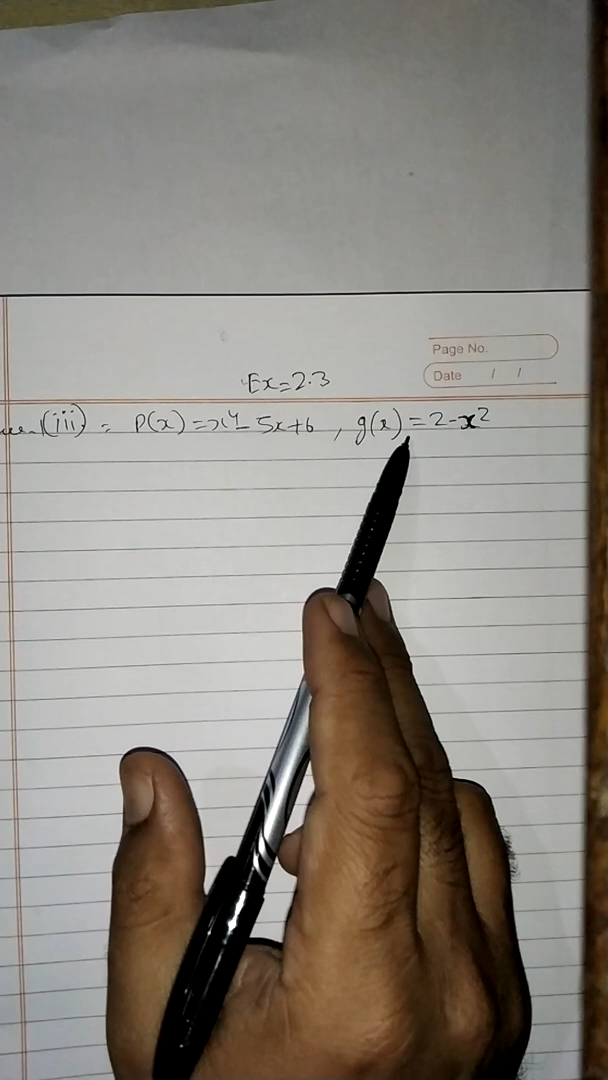 Page No.
Date / /
Ex=2.3
(iii) = P(x)=x4-5x+6, g(x)=2-x2